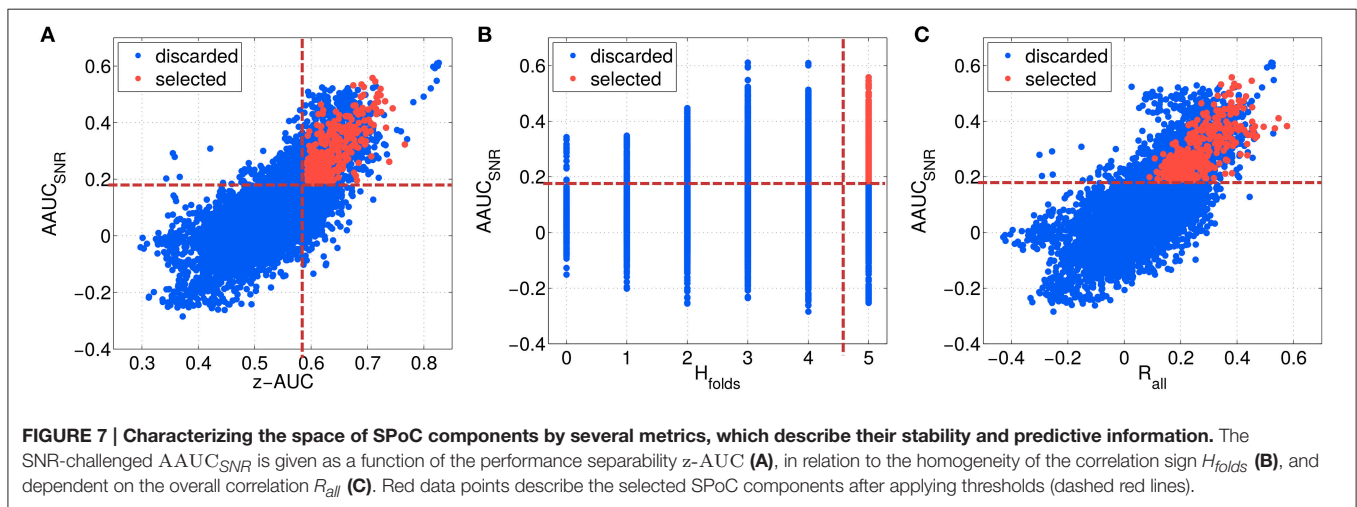 A
discarded
selected
0.6
0.4
0.2
0
−0.2
−0.4
AAUC_SNR
0.3 0.4 0.5 0.6 0.7 0.8
z−AUC
B
discarded
selected
0.6
0.4
0.2
0
−0.2
−0.4
AAUC_SNR
0 1 2 3 4 5
H_folds
C
discarded
selected
0.6
0.4
0.2
0
−0.2
−0.4
AAUC_SNR
−0.4 −0.2 0 0.2 0.4 0.6
R_all
FIGURE 7 | Characterizing the space of SPoC components by several metrics, which describe their stability and predictive information. The
SNR-challenged AAUC_SNR is given as a function of the performance separability z-AUC (A), in relation to the homogeneity of the correlation sign H_folds (B), and
dependent on the overall correlation R_all (C). Red data points describe the selected SPoC components after applying thresholds (dashed red lines).